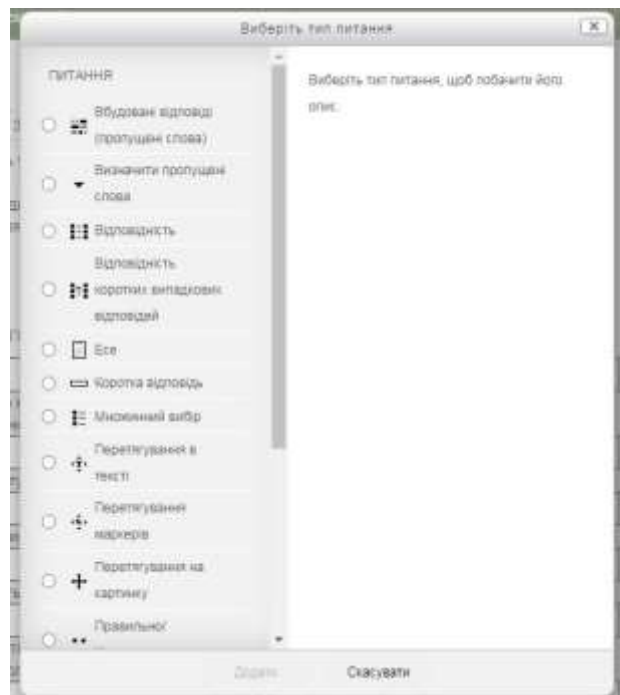 Виберіть тип питання
ПИТАННЯ
Вбудовані відповіді
(пропущені слова)
Визначити пропущені
слова
Відповідність
Відповідність
коротких випадкових
відповідей
Есе
Коротка відповідь
Множинний вибір
Перетягування в
тексті
Перетягування
маркерів
Перетягування на
картинку
Виберіть тип питання, щоб побачити його
опис.
Додати
Скасувати